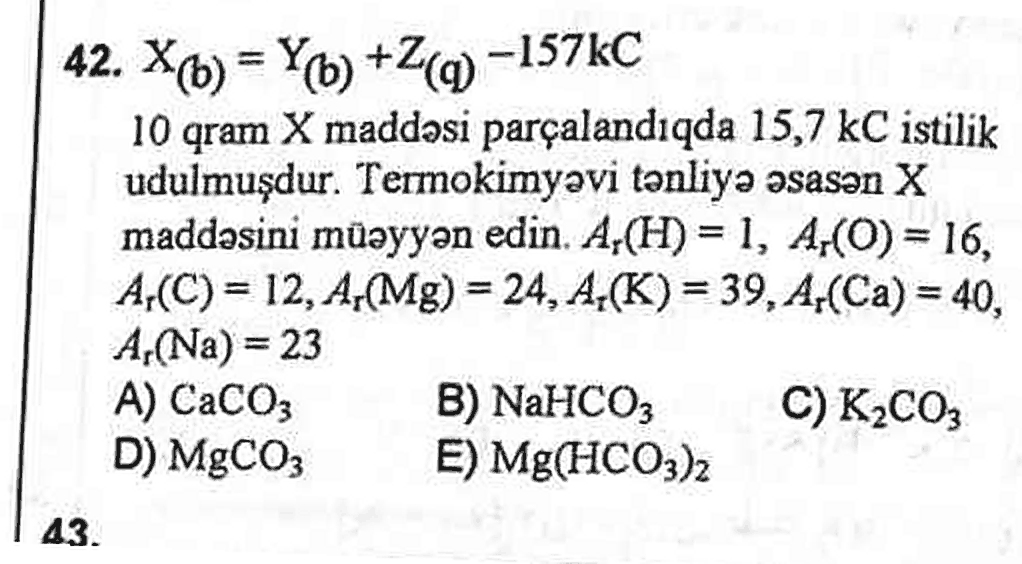 42. X(b) = Y(b) +Z(q) −157kC
10 qram X maddəsi parçalandıqda 15,7 kC istilik
udulmuşdur. Termokimyəvi tənliyə əsasən X
maddəsini müəyyən edin. Ar(H) = 1, Ar(O) = 16,
Ar(C) = 12, Ar(Mg) = 24, Ar(K) = 39, Ar(Ca) = 40,
Ar(Na) = 23
A) CaCO₃ B) NaHCO₃ C) K₂CO₃
D) MgCO₃ E) Mg(HCO₃)₂
43.